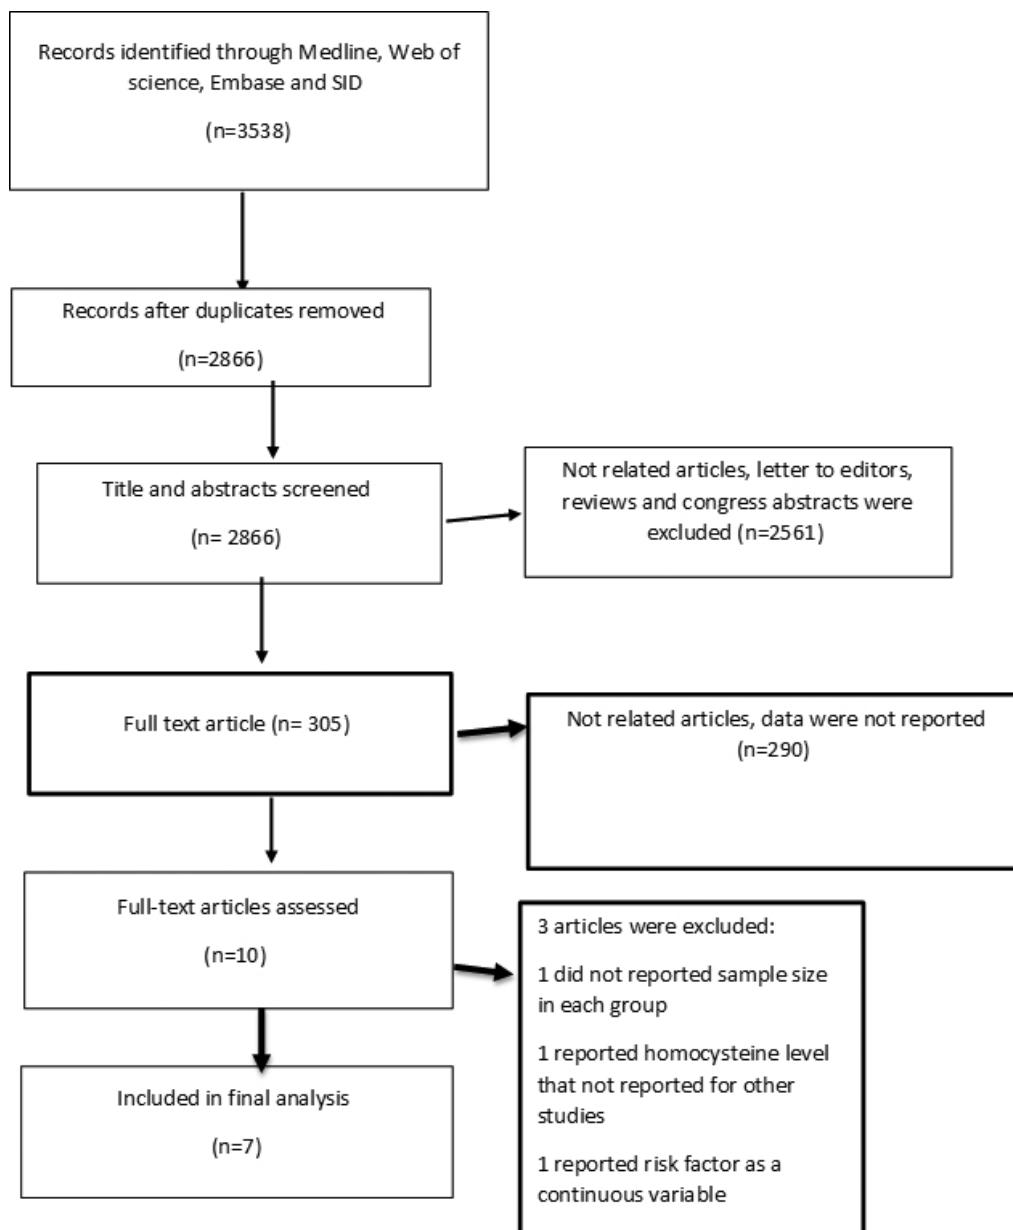 Records identified through Medline, Web of
science, Embase and SID
(n=3538)
Records after duplicates removed
(n=2866)
Title and abstracts screened
(n= 2866)
Not related articles, letter to editors,
reviews and congress abstracts were
excluded (n=2561)
Full text article (n= 305)
Not related articles, data were not reported
(n=290)
Full-text articles assessed
(n=10)
3 articles were excluded:
1 did not reported sample size
in each group
1 reported homocysteine level
that not reported for other
studies
1 reported risk factor as a
continuous variable
Included in final analysis
(n=7)